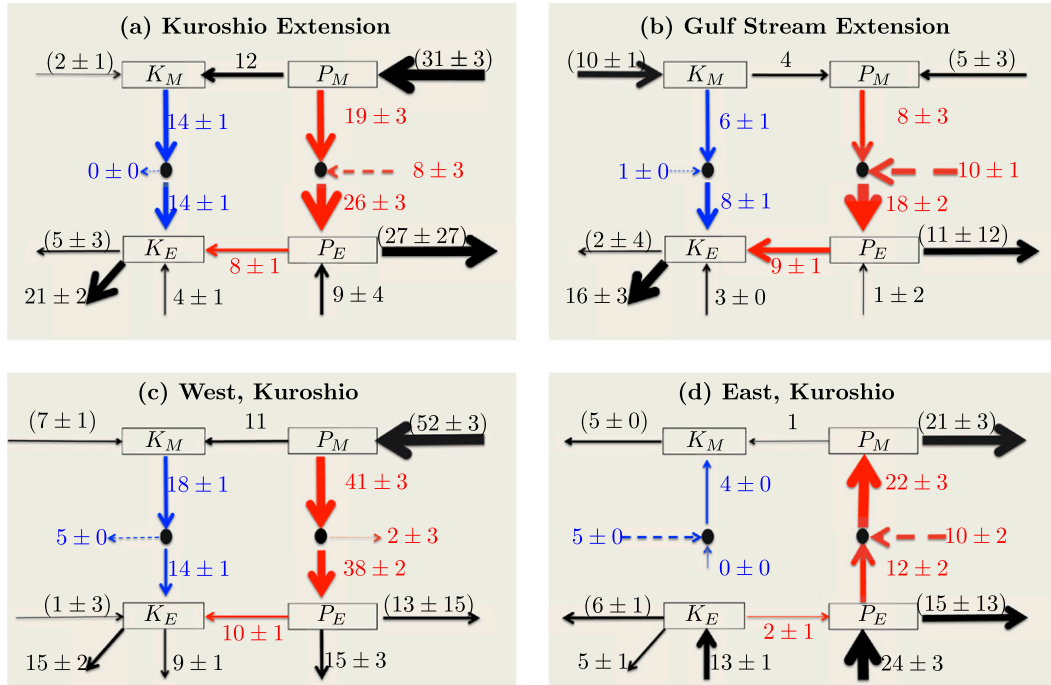 (a) Kuroshio Extension
(2 ± 1) K_M 12 P_M (31 ± 3)
14 ± 1 19 ± 3
0 ± 0 8 ± 3
14 ± 1 26 ± 3
(5 ± 3) K_E 8 ± 1 P_E (27 ± 27)
21 ± 2 4 ± 1 9 ± 4
(b) Gulf Stream Extension
(10 ± 1) K_M 4 P_M (5 ± 3)
6 ± 1 8 ± 3
1 ± 0 10 ± 1
8 ± 1 18 ± 2
(2 ± 4) K_E 9 ± 1 P_E (11 ± 12)
16 ± 3 3 ± 0 1 ± 2
(c) West, Kuroshio
(7 ± 1) K_M 11 P_M (52 ± 3)
18 ± 1 41 ± 3
5 ± 0 2 ± 3
14 ± 1 38 ± 2
(1 ± 3) K_E 10 ± 1 P_E (13 ± 15)
15 ± 2 9 ± 1 15 ± 3
(d) East, Kuroshio
(5 ± 0) K_M 1 P_M (21 ± 3)
4 ± 0 22 ± 3
5 ± 0 10 ± 2
0 ± 0 12 ± 2
(6 ± 1) K_E 2 ± 1 P_E (15 ± 13)
5 ± 1 13 ± 1 24 ± 3